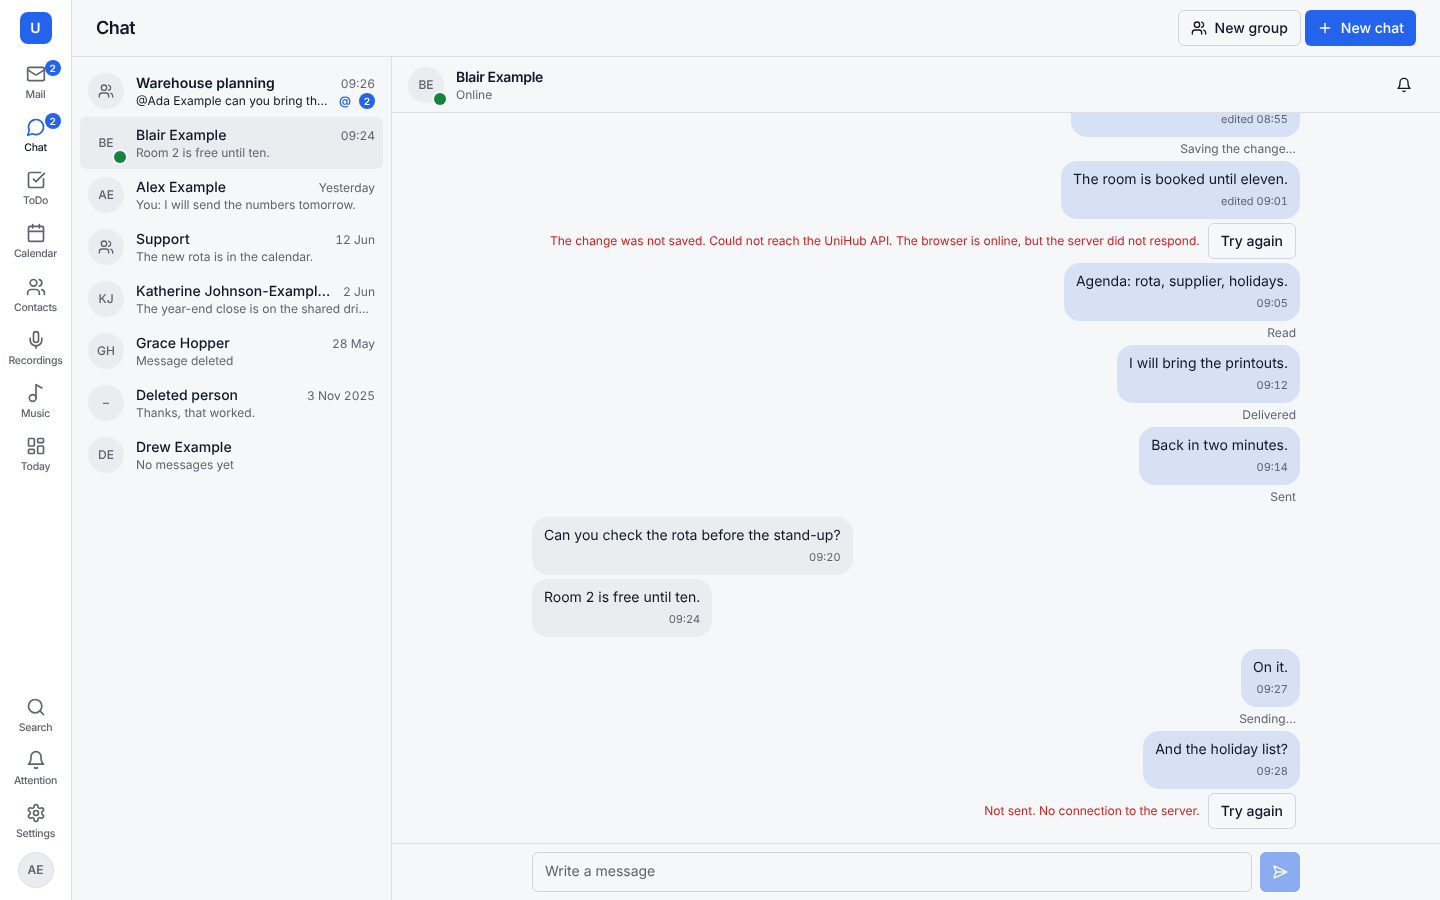 U
Mail
2
Chat
2
ToDo
Calendar
Contacts
Recordings
Music
Today
Search
Attention
Settings
AE
Chat
New group
New chat
Warehouse planning
09:26
@Ada Example can you bring th...
@
2
BE
Blair Example
09:24
Room 2 is free until ten.
AE
Alex Example
Yesterday
You: I will send the numbers tomorrow.
Support
12 Jun
The new rota is in the calendar.
KJ
Katherine Johnson-Exampl...
2 Jun
The year-end close is on the shared dri...
GH
Grace Hopper
28 May
Message deleted
–
Deleted person
3 Nov 2025
Thanks, that worked.
DE
Drew Example
No messages yet
BE
Blair Example
Online
edited 08:55
Saving the change...
The room is booked until eleven.
edited 09:01
The change was not saved. Could not reach the UniHub API. The browser is online, but the server did not respond.
Try again
Agenda: rota, supplier, holidays.
09:05
Read
I will bring the printouts.
09:12
Delivered
Back in two minutes.
09:14
Sent
Can you check the rota before the stand-up?
09:20
Room 2 is free until ten.
09:24
On it.
09:27
Sending...
And the holiday list?
09:28
Not sent. No connection to the server.
Try again
Write a message